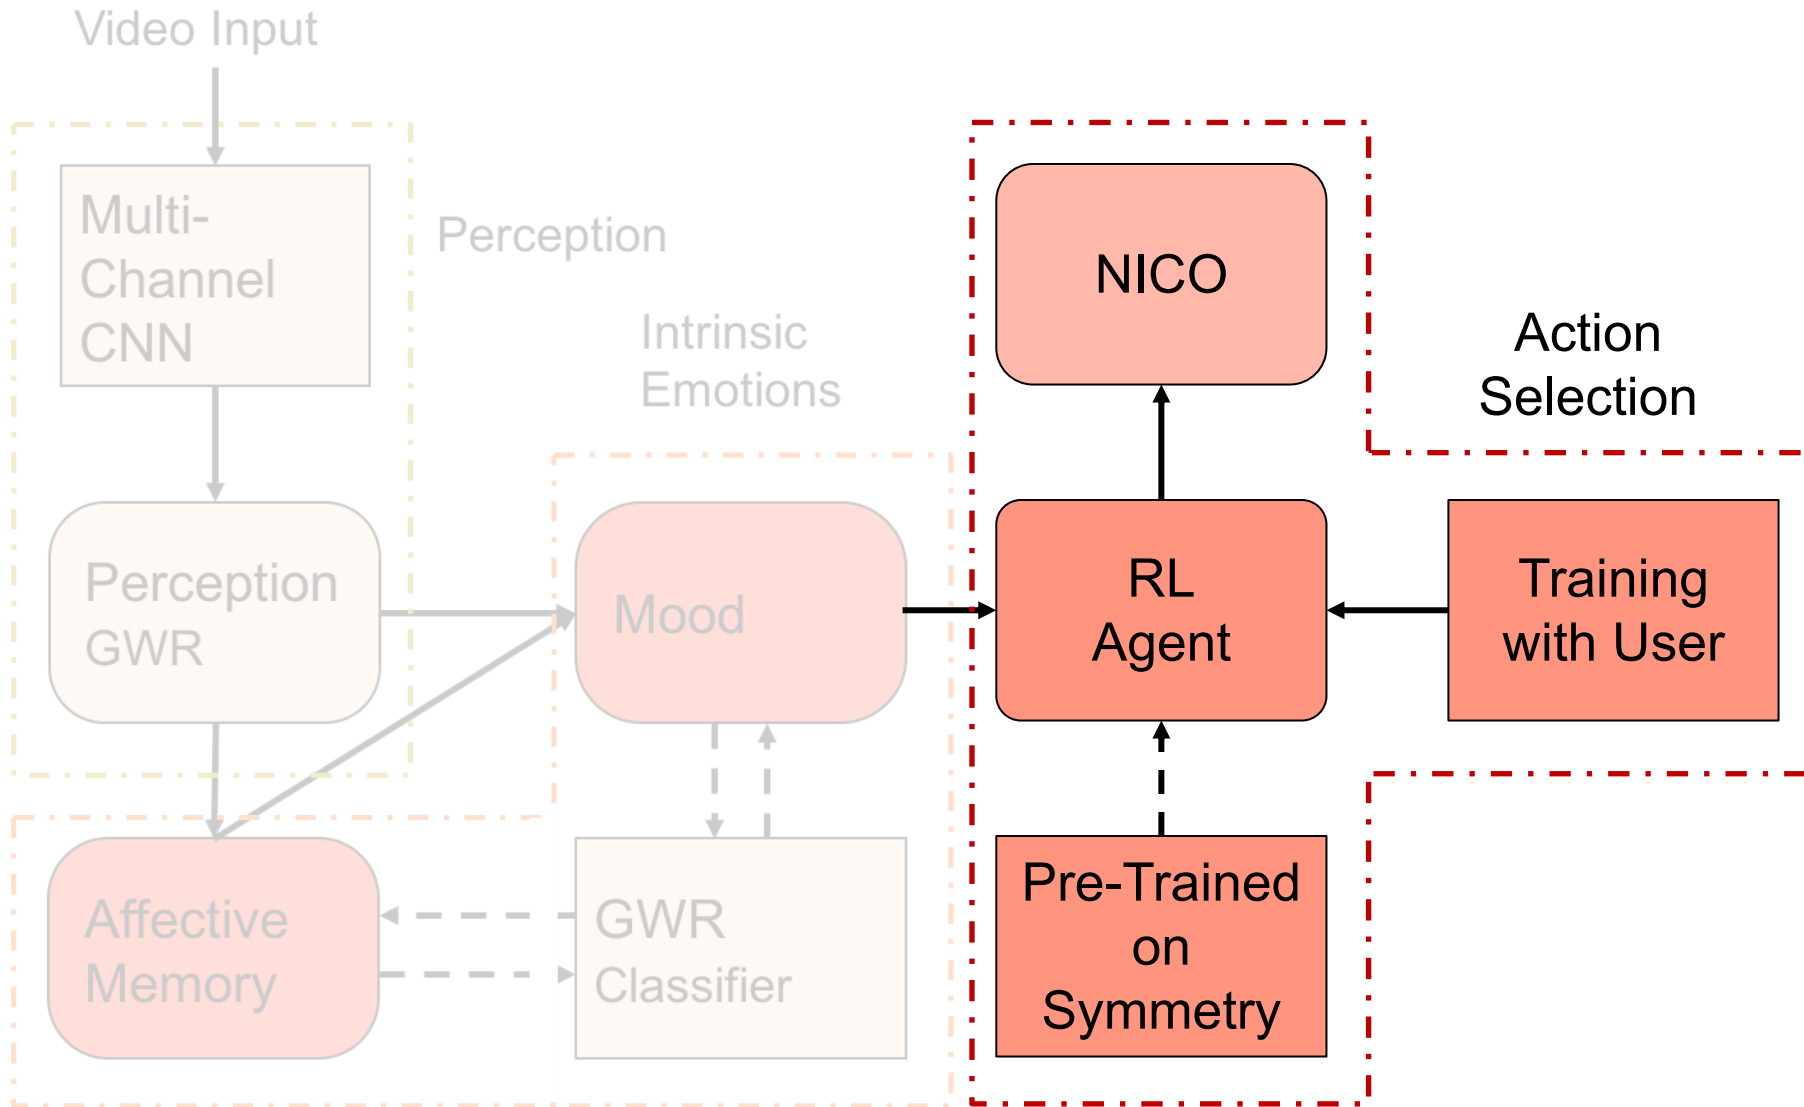 Video Input
Multi-
Channel
CNN
Perception
Perception
GWR
Intrinsic
Emotions
Mood
Affective
Memory
GWR
Classifier
NICO
Action
Selection
RL
Agent
Training
with User
Pre-Trained
on
Symmetry